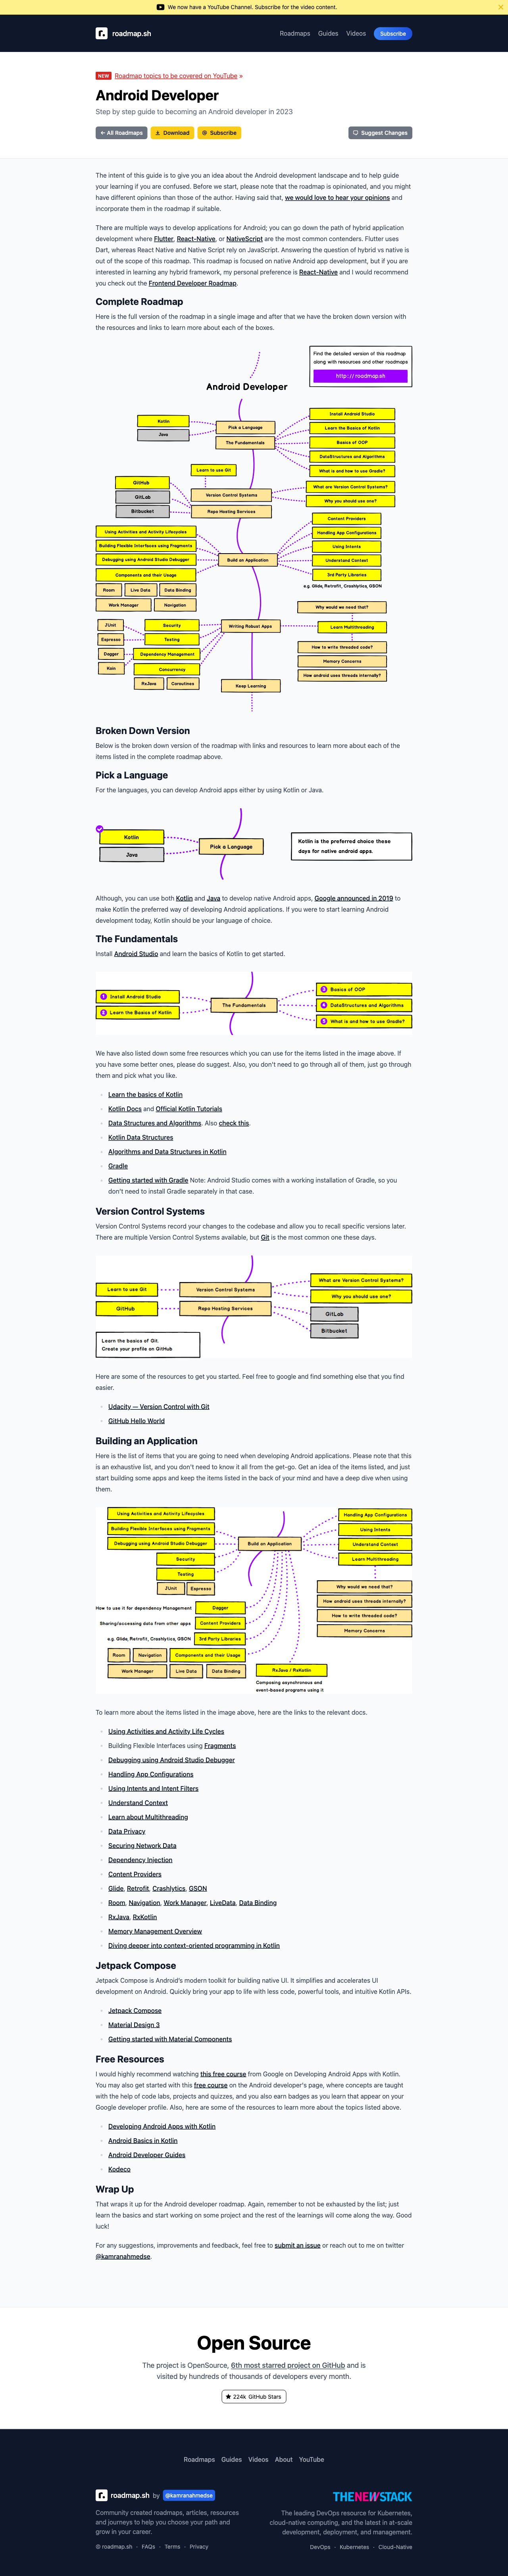 We now have a YouTube Channel. Subscribe for the video content.
roadmap.sh
Roadmaps Guides Videos Subscribe
NEW Roadmap topics to be covered on YouTube »
Android Developer
Step by step guide to becoming an Android developer in 2023
← All Roadmaps Download Subscribe Suggest Changes
The intent of this guide is to give you an idea about the Android development landscape and to help guide
your learning if you are confused. Before we start, please note that the roadmap is opinionated, and you might
have different opinions than those of the author. Having said that, we would love to hear your opinions and
incorporate them in the roadmap if suitable.
There are multiple ways to develop applications for Android; you can go down the path of hybrid application
development where Flutter, React-Native, or NativeScript are the most common contenders. Flutter uses
Dart, whereas React Native and Native Script rely on JavaScript. Answering the question of hybrid vs native is
out of the scope of this roadmap. This roadmap is focused on native Android app development, but if you are
interested in learning any hybrid framework, my personal preference is React-Native and I would recommend
you check out the Frontend Developer Roadmap.
Complete Roadmap
Here is the full version of the roadmap in a single image and after that we have the broken down version with
the resources and links to learn more about each of the boxes.
Find the detailed version of this roadmap
along with resources and other roadmaps
http://roadmap.sh
Android Developer
Kotlin
Java
Pick a Language
The Fundamentals
Install Android Studio
Learn the Basics of Kotlin
Basics of OOP
DataStructures and Algorithms
What is and how to use Gradle?
Learn to use Git
GitHub
GitLab
Bitbucket
Version Control Systems
Repo Hosting Services
What are Version Control Systems?
Why you should use one?
Content Providers
Handling App Configurations
Using Intents
Understand Context
3rd Party Libraries
e.g. Glide, Retrofit, Crashlytics, GSON
Using Activities and Activity Lifecycles
Building Flexible Interfaces using Fragments
Debugging using Android Studio Debugger
Components and their Usage
Room Live Data Data Binding
Work Manager Navigation
Build an Application
Why would we need that?
Learn Multithreading
How to write threaded code?
Memory Concerns
How android uses threads internally?
JUnit
Espresso
Dagger
Koin
Security
Testing
Dependency Management
Concurrency
RxJava Coroutines
Writing Robust Apps
Keep Learning
Broken Down Version
Below is the broken down version of the roadmap with links and resources to learn more about each of the
items listed in the complete roadmap above.
Pick a Language
For the languages, you can develop Android apps either by using Kotlin or Java.
Kotlin
Java
Pick a Language
Kotlin is the preferred choice these
days for native android apps.
Although, you can use both Kotlin and Java to develop native Android apps, Google announced in 2019 to
make Kotlin the preferred way of developing Android applications. If you were to start learning Android
development today, Kotlin should be your language of choice.
The Fundamentals
Install Android Studio and learn the basics of Kotlin to get started.
1 Install Android Studio
2 Learn the Basics of Kotlin
The Fundamentals
3 Basics of OOP
4 DataStructures and Algorithms
5 What is and how to use Gradle?
We have also listed down some free resources which you can use for the items listed in the image above. If
you have some better ones, please do suggest. Also, you don't need to go through all of them, just go through
them and pick what you like.
Learn the basics of Kotlin
Kotlin Docs and Official Kotlin Tutorials
Data Structures and Algorithms. Also check this.
Kotlin Data Structures
Algorithms and Data Structures in Kotlin
Gradle
Getting started with Gradle Note: Android Studio comes with a working installation of Gradle, so you
don't need to install Gradle separately in that case.
Version Control Systems
Version Control Systems record your changes to the codebase and allow you to recall specific versions later.
There are multiple Version Control Systems available, but Git is the most common one these days.
Learn to use Git
GitHub
Version Control Systems
Repo Hosting Services
What are Version Control Systems?
Why you should use one?
GitLab
Bitbucket
Learn the basics of Git.
Create your profile on GitHub
Here are some of the resources to get you started. Feel free to google and find something else that you find
easier.
Udacity — Version Control with Git
GitHub Hello World
Building an Application
Here is the list of items that you are going to need when developing Android applications. Please note that this
is an exhaustive list, and you don't need to know it all from the get-go. Get an idea of the items listed, and just
start building some apps and keep the items listed in the back of your mind and have a deep dive when using
them.
Using Activities and Activity Lifecycles
Building Flexible Interfaces using Fragments
Debugging using Android Studio Debugger
Security
Testing
JUnit Espresso
How to use it for dependency Management Dagger
Sharing/accessing data from other apps Content Providers
e.g. Glide, Retrofit, Crashlytics, GSON 3rd Party Libraries
Room Navigation Components and their Usage
Work Manager Live Data Data Binding
Build an Application
Handling App Configurations
Using Intents
Understand Context
Learn Multithreading
Why would we need that?
How android uses threads internally?
How to write threaded code?
Memory Concerns
RxJava / RxKotlin
Composing asynchronous and
event-based programs using it
To learn more about the items listed in the image above, here are the links to the relevant docs.
Using Activities and Activity Life Cycles
Building Flexible Interfaces using Fragments
Debugging using Android Studio Debugger
Handling App Configurations
Using Intents and Intent Filters
Understand Context
Learn about Multithreading
Data Privacy
Securing Network Data
Dependency Injection
Content Providers
Glide, Retrofit, Crashlytics, GSON
Room, Navigation, Work Manager, LiveData, Data Binding
RxJava, RxKotlin
Memory Management Overview
Diving deeper into context-oriented programming in Kotlin
Jetpack Compose
Jetpack Compose is Android's modern toolkit for building native UI. It simplifies and accelerates UI
development on Android. Quickly bring your app to life with less code, powerful tools, and intuitive Kotlin APIs.
Jetpack Compose
Material Design 3
Getting started with Material Components
Free Resources
I would highly recommend watching this free course from Google on Developing Android Apps with Kotlin.
You may also get started with this free course on the Android developer's page, where concepts are taught
with the help of code labs, projects and quizzes, and you also earn badges as you learn that appear on your
Google developer profile. Also, here are some of the resources to learn more about the topics listed above.
Developing Android Apps with Kotlin
Android Basics in Kotlin
Android Developer Guides
Kodeco
Wrap Up
That wraps it up for the Android developer roadmap. Again, remember to not be exhausted by the list; just
learn the basics and start working on some project and the rest of the learnings will come along the way. Good
luck!
For any suggestions, improvements and feedback, feel free to submit an issue or reach out to me on twitter
@kamranahmedse.
Open Source
The project is OpenSource, 6th most starred project on GitHub and is
visited by hundreds of thousands of developers every month.
224k GitHub Stars
Roadmaps Guides Videos About YouTube
roadmap.sh by @kamranahmedse
Community created roadmaps, articles, resources
and journeys to help you choose your path and
grow in your career.
© roadmap.sh · FAQs · Terms · Privacy
THENEWSTACK
The leading DevOps resource for Kubernetes,
cloud-native computing, and the latest in at-scale
development, deployment, and management.
DevOps · Kubernetes · Cloud-Native